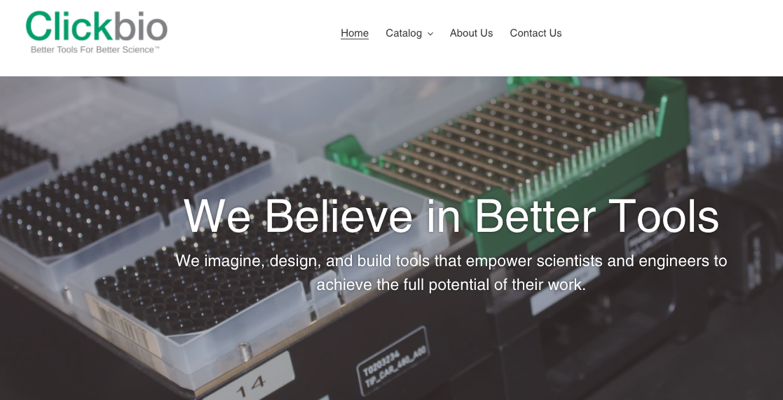 Clickbio
Better Tools For Better Science™
Home Catalog About Us Contact Us
We Believe in Better Tools
We imagine, design, and build tools that empower scientists and engineers to
achieve the full potential of their work.
T0203234
TIP_CAR_480_A00
14